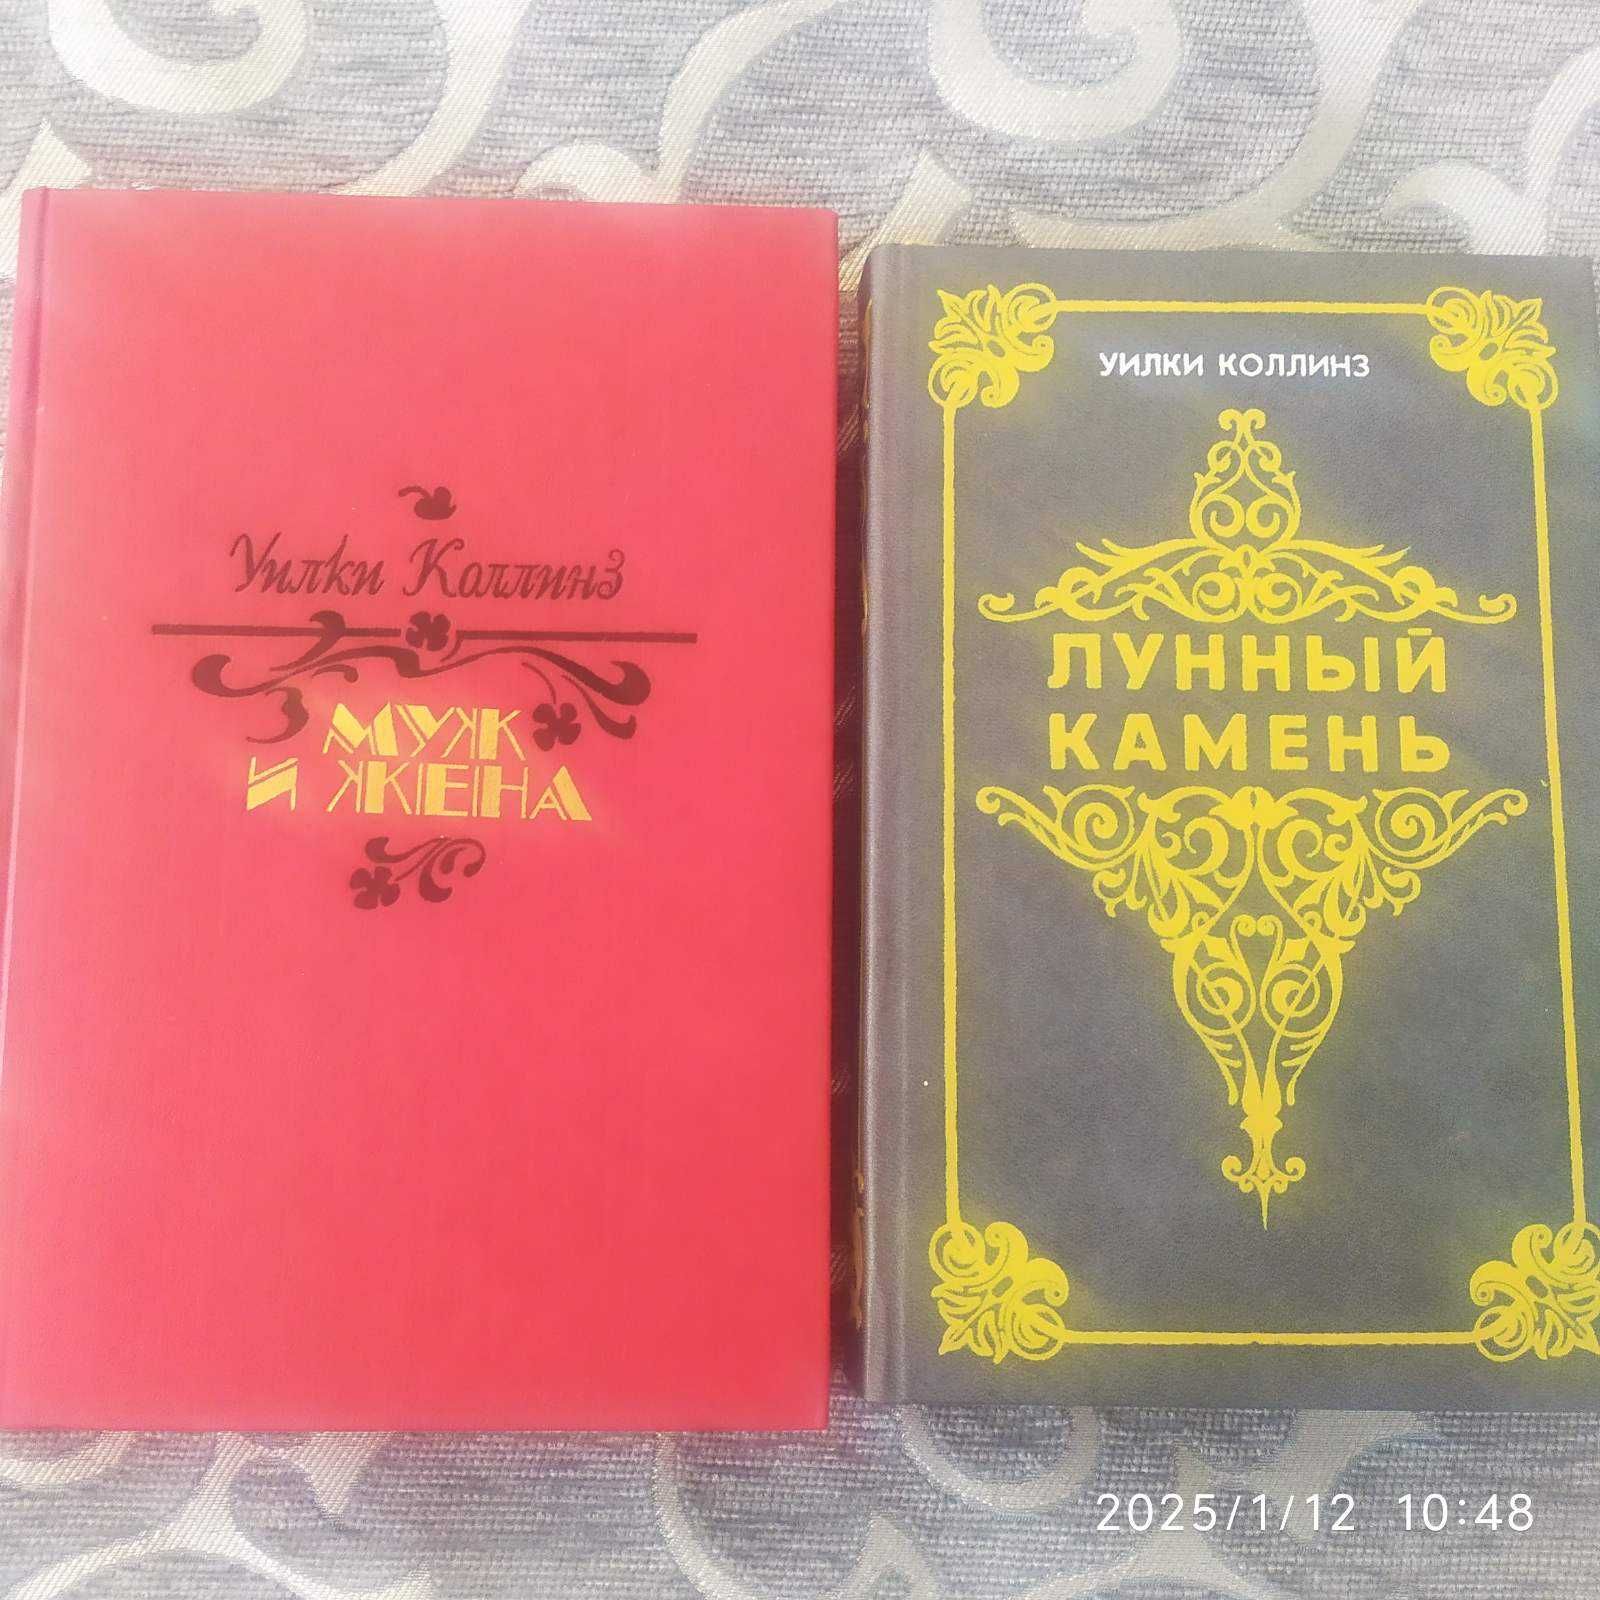 Уилки Коллинз
МУЖ
И ЖЕНА
УИЛКИ КОЛЛИНЗ
ЛУННЫЙ
КАМЕНЬ
2025/1/12 10:48